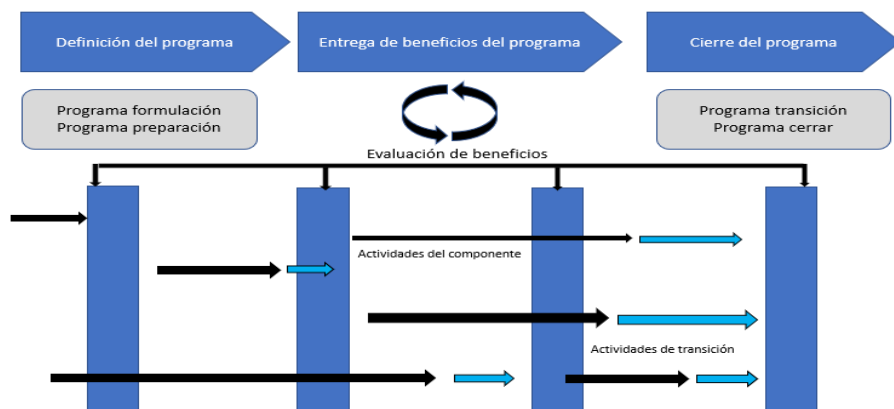 Definición del programa
Entrega de beneficios del programa
Cierre del programa
Programa formulación
Programa preparación
Programa transición
Programa cerrar
Evaluación de beneficios
Actividades del componente
Actividades de transición